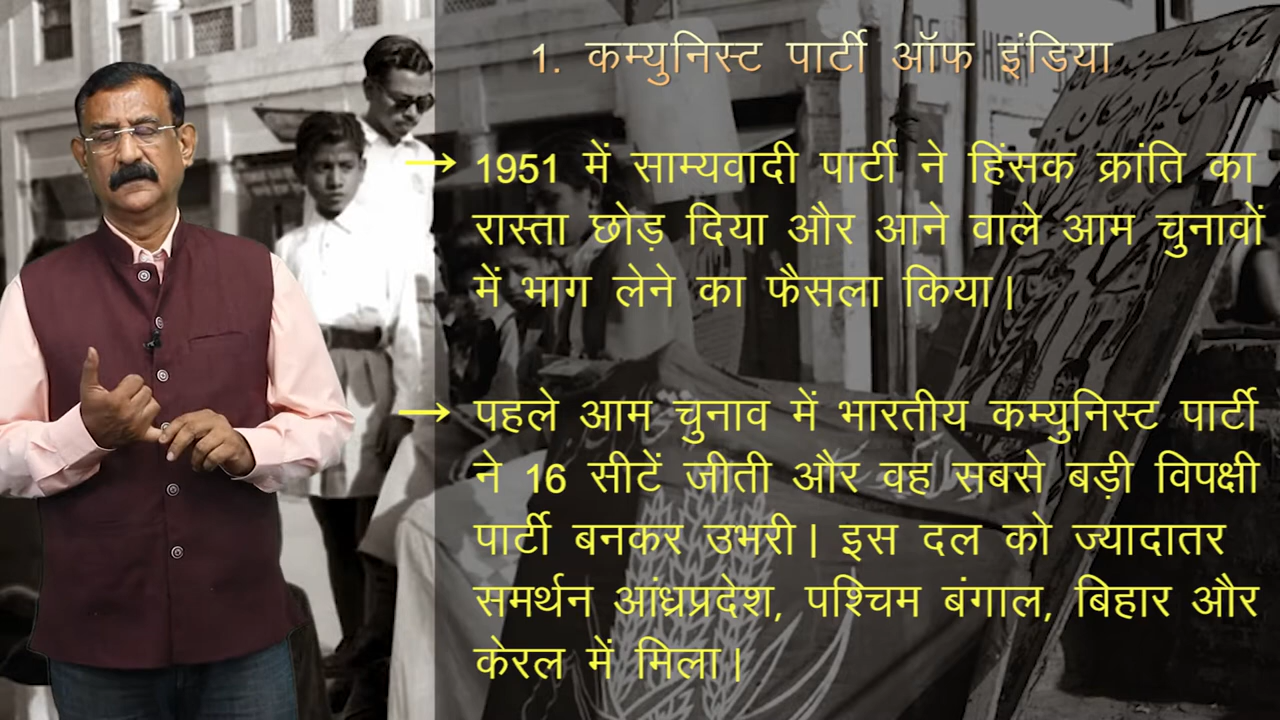 1. कम्युनिस्ट पार्टी ऑफ इंडिया
→ 1951 में साम्यवादी पार्टी ने हिंसक क्रांति का
रास्ता छोड़ दिया और आने वाले आम चुनावों
में भाग लेने का फैसला किया।
→ पहले आम चुनाव में भारतीय कम्युनिस्ट पार्टी
ने 16 सीटें जीती और वह सबसे बड़ी विपक्षी
पार्टी बनकर उभरी। इस दल को ज्यादातर
समर्थन आंध्रप्रदेश, पश्चिम बंगाल, बिहार और
केरल में मिला।